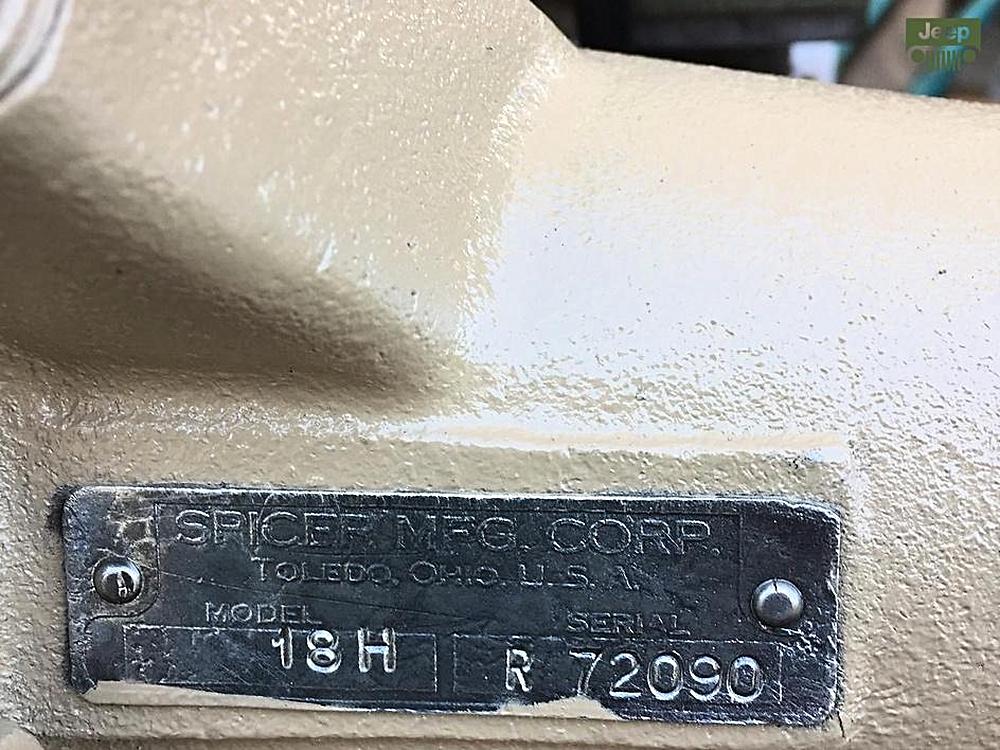 Jeep
SPICER MFG. CORP.
TOLEDO, OHIO, U.S.A.
MODEL SERIAL
18H R 72090